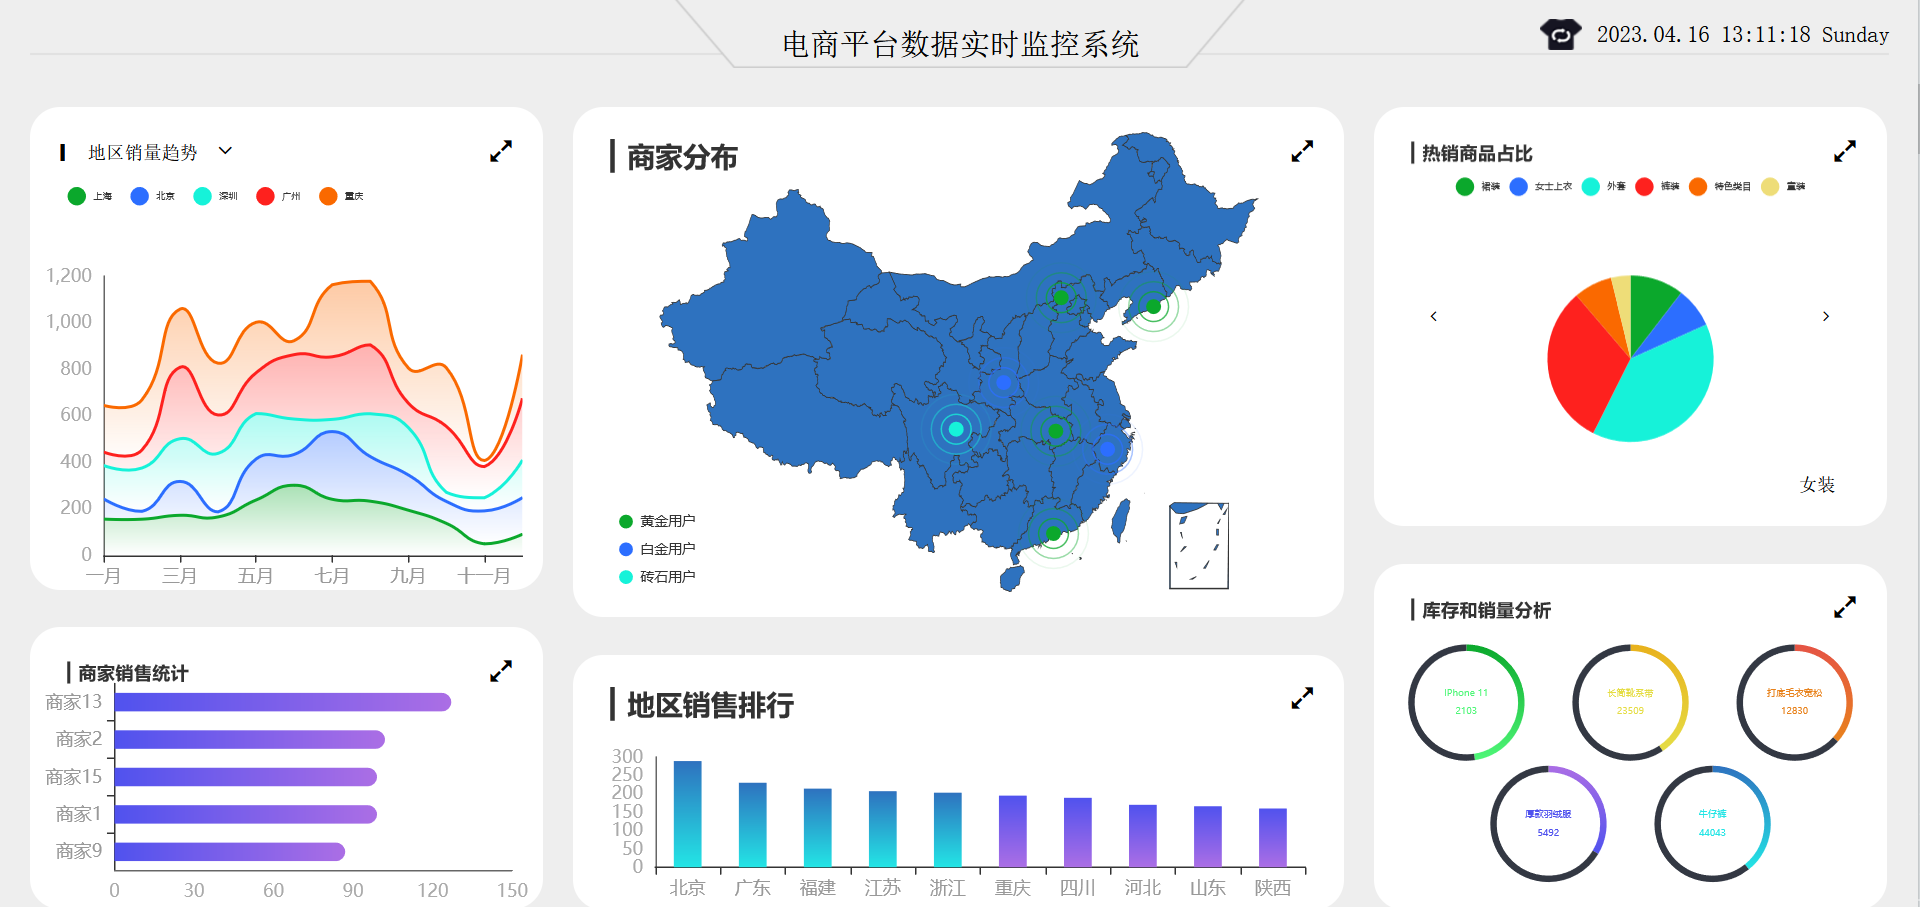 电商平台数据实时监控系统
2023.04.16 13:11:18 Sunday
地区销量趋势
上海 北京 深圳 广州 重庆
1,200
1,000
800
600
400
200
0
一月 三月 五月 七月 九月 十一月
商家销售统计
商家13
商家2
商家15
商家1
商家9
0 30 60 90 120 150
商家分布
黄金用户
白金用户
砖石用户
地区销售排行
300
250
200
150
100
50
0
北京 广东 福建 江苏 浙江 重庆 四川 河北 山东 陕西
热销商品占比
裙装 女士上衣 外套 裤装 特色类目 童装
女装
库存和销量分析
iPhone 11
2103
长筒靴系带
23509
打底毛衣宽松
12830
厚款羽绒服
5492
牛仔裤
44043